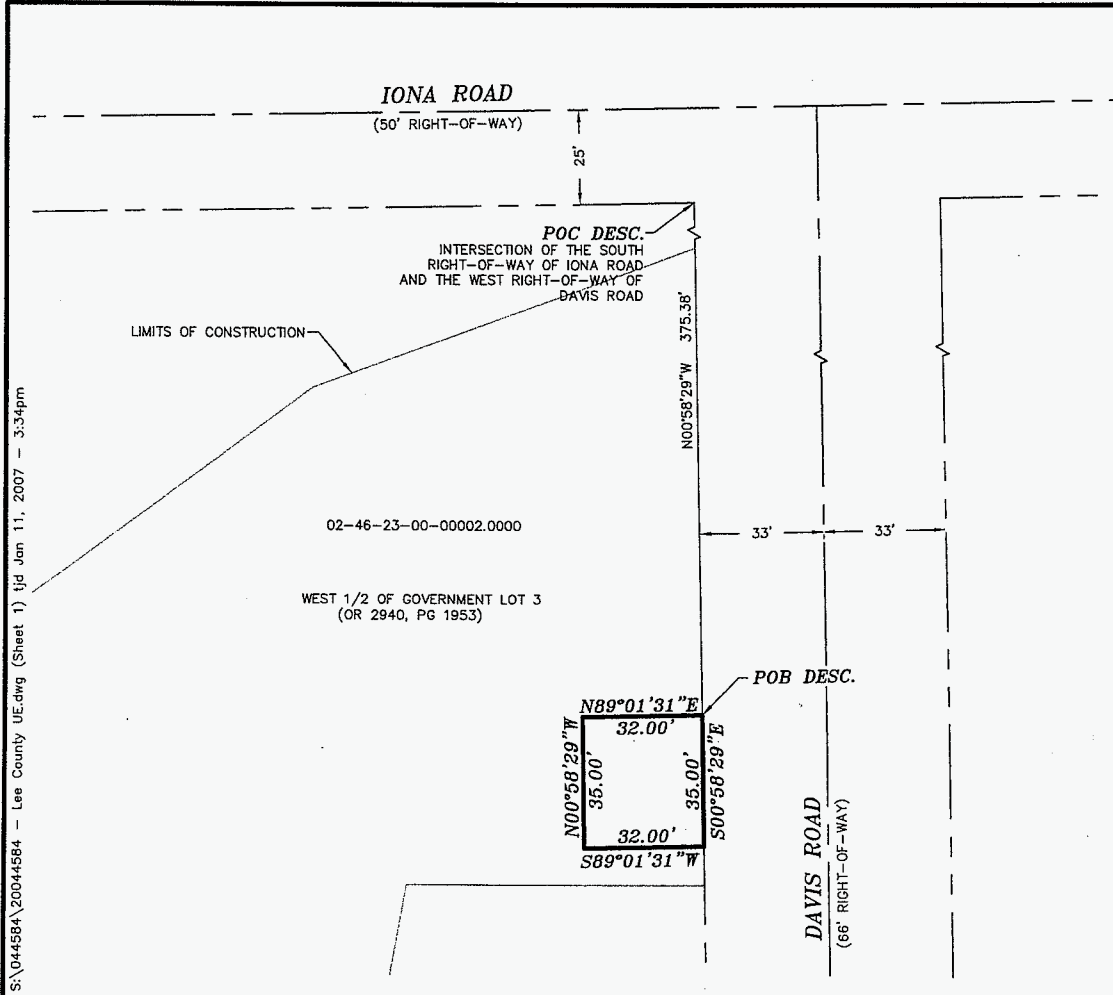 IONA ROAD
(50' RIGHT-OF-WAY)
25'
POC DESC.
INTERSECTION OF THE SOUTH
RIGHT-OF-WAY OF IONA ROAD
AND THE WEST RIGHT-OF-WAY OF
DAVIS ROAD
LIMITS OF CONSTRUCTION
N00°58'29"W 375.38'
02-46-23-00-00002.0000
33'
33'
WEST 1/2 OF GOVERNMENT LOT 3
(OR 2940, PG 1953)
POB DESC.
N89°01'31"E
32.00'
N00°58'29"W
35.00'
35.00'
S00°58'29"E
32.00'
S89°01'31"W
DAVIS ROAD
(66' RIGHT-OF-WAY)
S:\044584\20044584 - Lee County UE.dwg (Sheet 1) tjd Jan 11, 2007 - 3:34pm